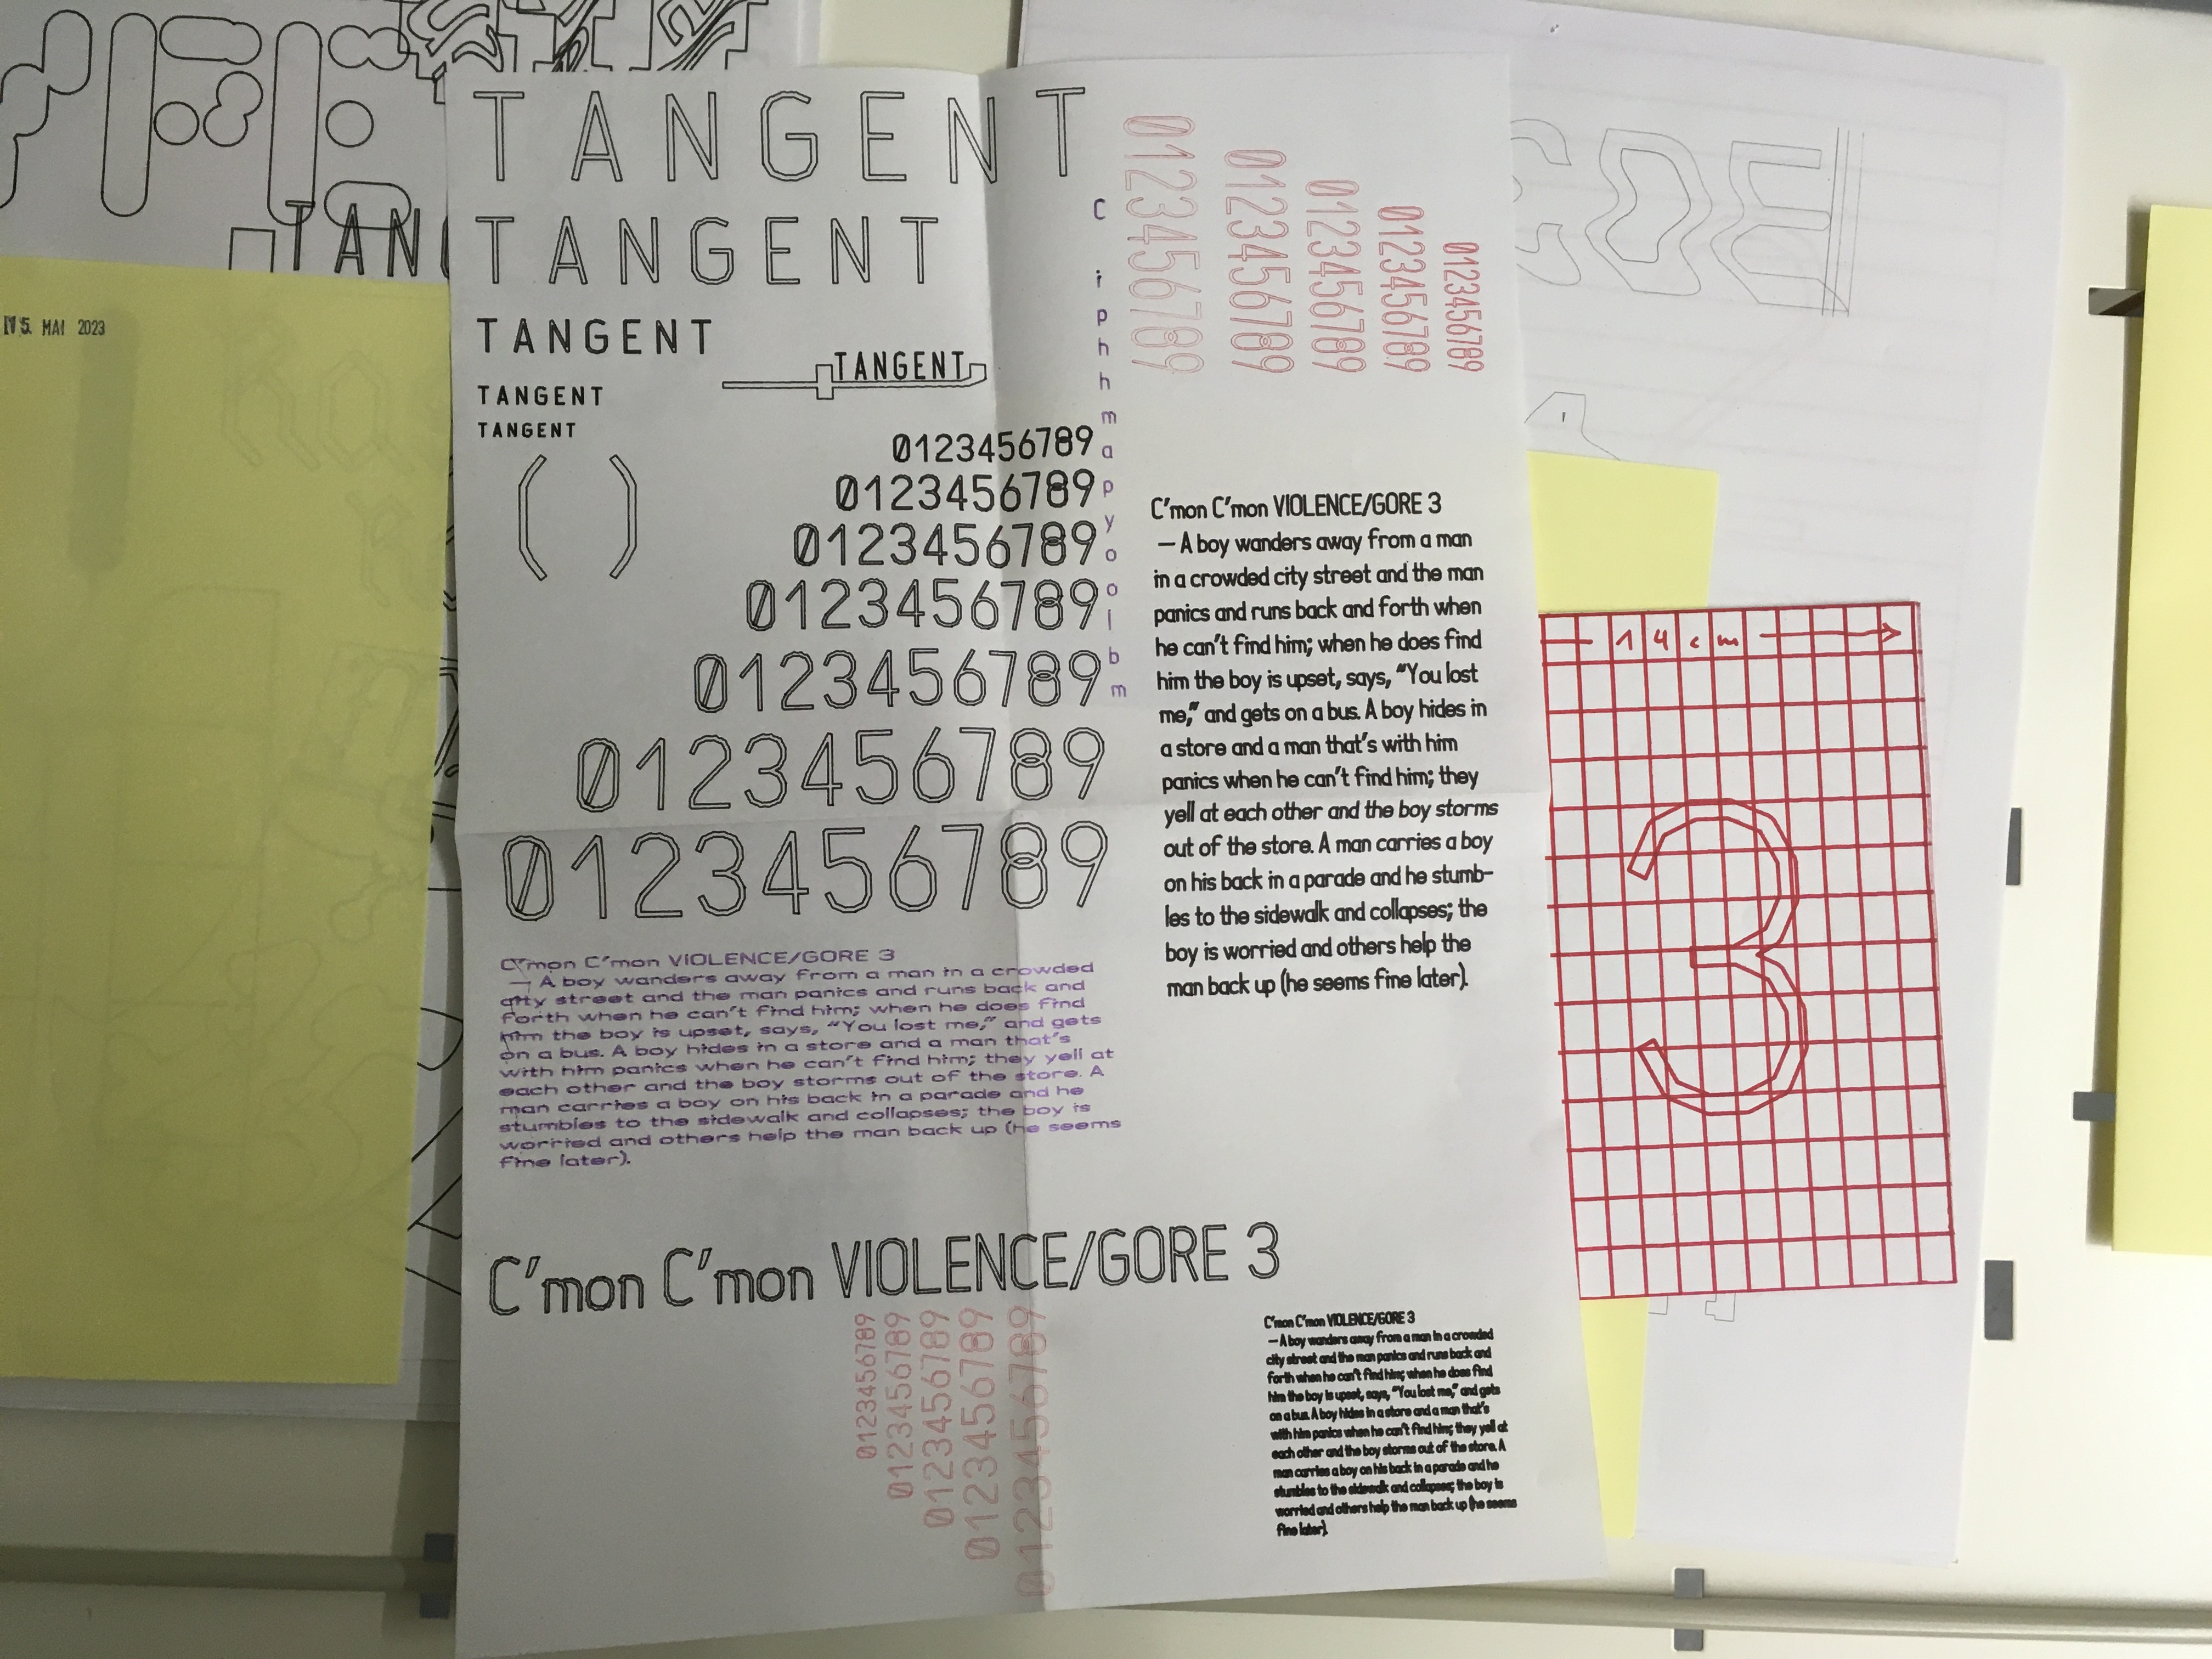 MAI 2023
TANG
TANGENT
TANGENT
TANGENT
TANGENT
TANGENT
TANGENT
TANGENT
( )
0123456789
0123456789
0123456789
0123456789
0123456789
0123456789
0123456789
C
i
p
h
h
m
a
p
y
o
o
l
b
m
0123456789
0123456789
0123456789
0123456789
0123456789
C'mon C'mon VIOLENCE/GORE 3
— A boy wanders away from a man
in a crowded city street and the man
panics and runs back and forth when
he can't find him; when he does find
him the boy is upset, says, "You lost
me," and gets on a bus. A boy hides in
a store and a man that's with him
panics when he can't find him; they
yell at each other and the boy storms
out of the store. A man carries a boy
on his back in a parade and he stumb-
les to the sidewalk and collapses; the
boy is worried and others help the
man back up (he seems fine later).
C'mon C'mon VIOLENCE/GORE 3
— A boy wanders away from a man in a crowded
city street and the man panics and runs back and
forth when he can't find him; when he does find
him the boy is upset, says, "You lost me," and gets
on a bus. A boy hides in a store and a man that's
with him panics when he can't find him; they yell at
each other and the boy storms out of the store. A
man carries a boy on his back in a parade and he
stumbles to the sidewalk and collapses; the boy is
worried and others help the man back up (he seems
fine later).
C'mon C'mon VIOLENCE/GORE 3
0123456789
0123456789
0123456789
0123456789
0123456789
C'mon C'mon VIOLENCE/GORE 3
— A boy wanders away from a man in a crowded
city street and the man panics and runs back and
forth when he can't find him; when he does find
him the boy is upset, says, "You lost me," and gets
on a bus. A boy hides in a store and a man that's
with him panics when he can't find him; they yell at
each other and the boy storms out of the store. A
man carries a boy on his back in a parade and he
stumbles to the sidewalk and collapses; the boy is
worried and others help the man back up (he seems
fine later).
14cm